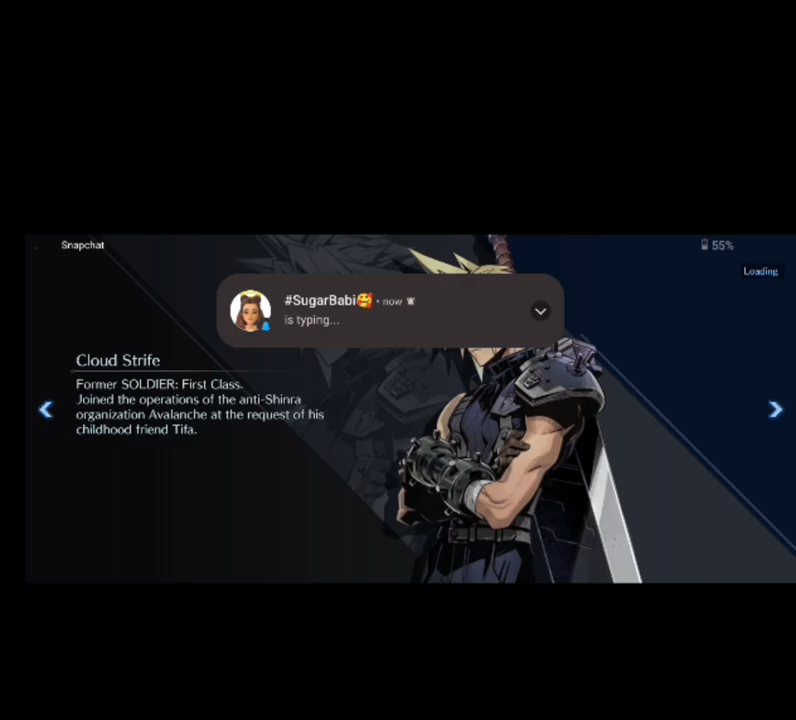 Snapchat
55%
Loading
#SugarBabi🥰 • now
is typing...
Cloud Strife
Former SOLDIER: First Class.
Joined the operations of the anti-Shinra
organization Avalanche at the request of his
childhood friend Tifa.